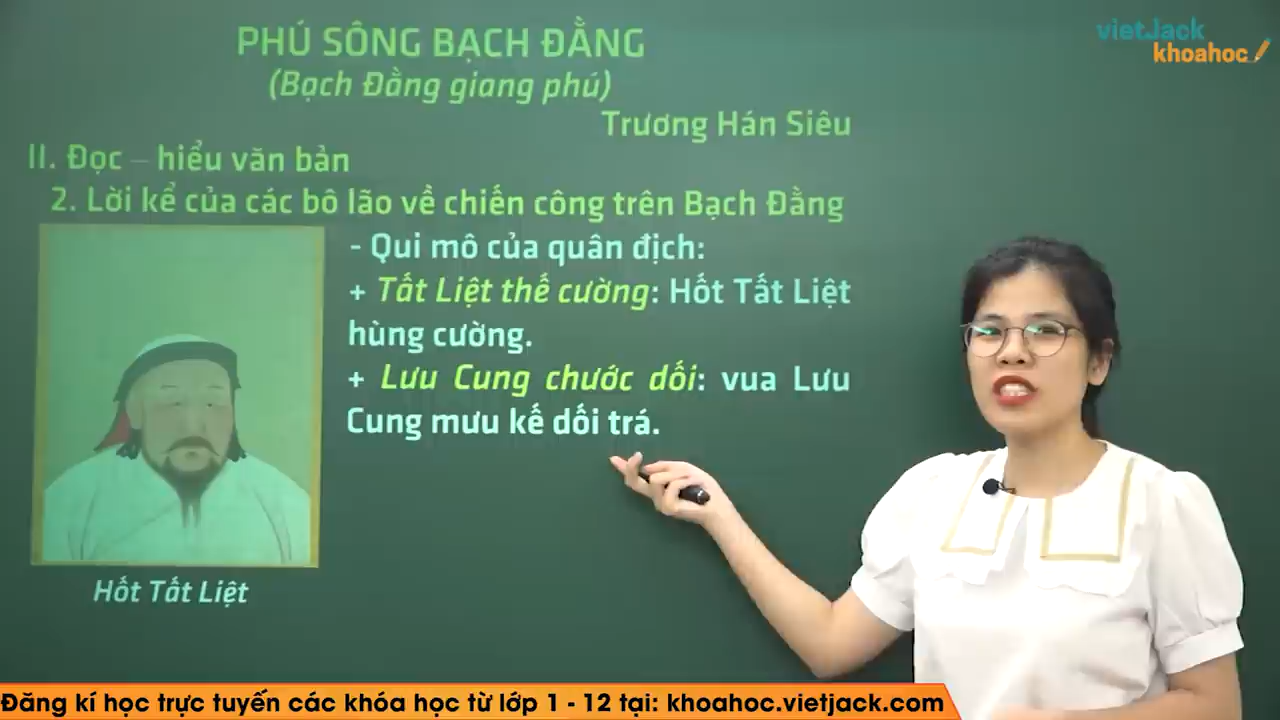 PHÚ SÔNG BẠCH ĐẰNG
(Bạch Đằng giang phú)
Trương Hán Siêu
vietJack
khoahoc
II. Đọc – hiểu văn bản
2. Lời kể của các bô lão về chiến công trên Bạch Đằng
- Qui mô của quân địch:
+ Tất Liệt thế cường: Hốt Tất Liệt
hùng cường.
+ Lưu Cung chước dối: vua Lưu
Cung mưu kế dối trá.
Hốt Tất Liệt
Đăng kí học trực tuyến các khóa học từ lớp 1 - 12 tại: khoahoc.vietjack.com